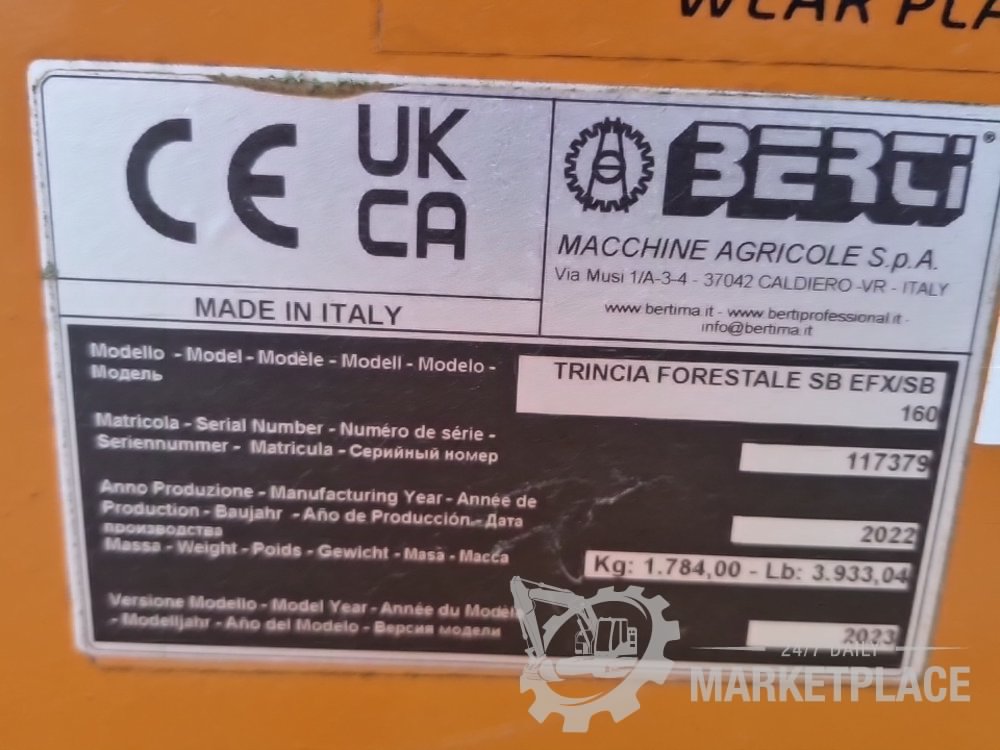 WEAR PLA
CE
UK
CA
BERTI®
MACCHINE AGRICOLE S.p.A.
Via Musi 1/A-3-4 - 37042 CALDIERO -VR - ITALY
www.bertima.it - www.bertiprofessional.it -
info@bertima.it
MADE IN ITALY
Modello - Model - Modèle - Modell - Modelo -
Модель
TRINCIA FORESTALE SB EFX/SB
160
Matricola - Serial Number - Numéro de série -
Seriennummer - Matricula - Серийный номер
117379
Anno Produzione - Manufacturing Year - Année de
Production - Baujahr - Año de Producción - Дата
производства
2022
Massa - Weight - Poids - Gewicht - Masa - Масса
Kg: 1.784,00 - Lb: 3.933,04
Versione Modello - Model Year - Année du Modèle
- Modelljahr - Año del Modelo - Версия модели
2023
24/7 DAILY
MARKETPLACE